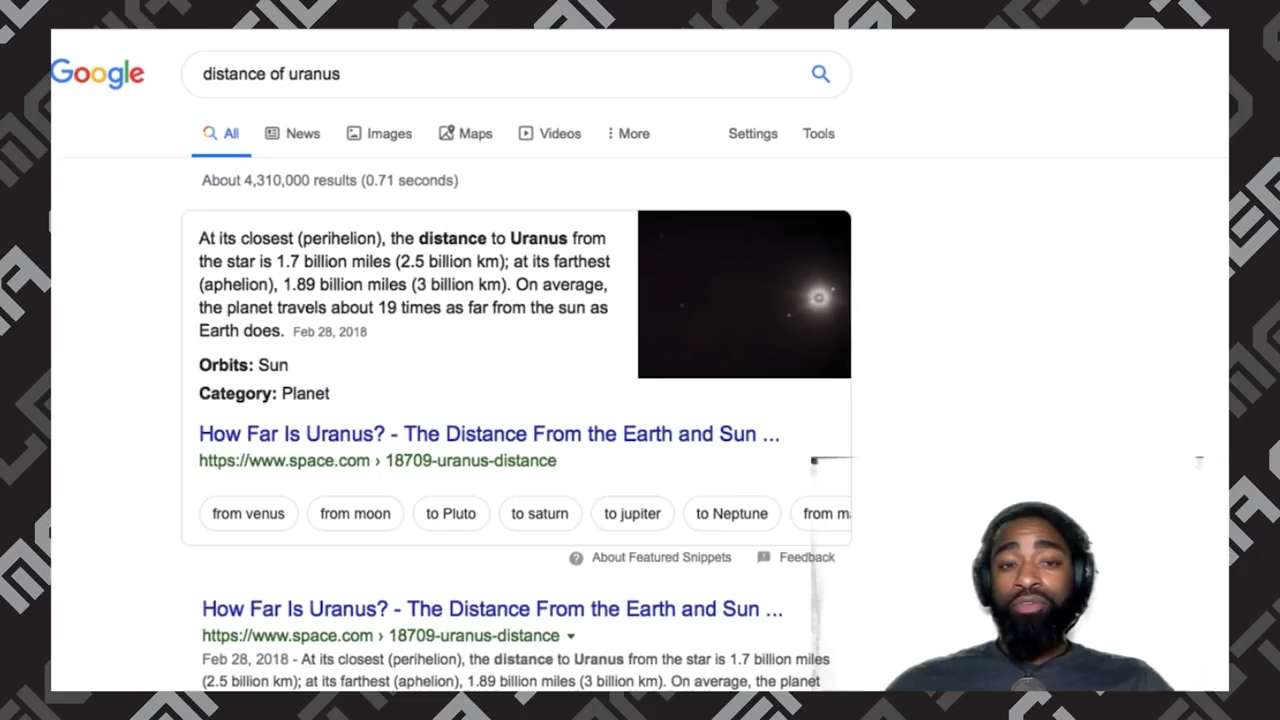 Google
distance of uranus
All News Images Maps Videos More Settings Tools
About 4,310,000 results (0.71 seconds)
At its closest (perihelion), the distance to Uranus from
the star is 1.7 billion miles (2.5 billion km); at its farthest
(aphelion), 1.89 billion miles (3 billion km). On average,
the planet travels about 19 times as far from the sun as
Earth does. Feb 28, 2018
Orbits: Sun
Category: Planet
How Far Is Uranus? - The Distance From the Earth and Sun ...
https://www.space.com › 18709-uranus-distance
from venus from moon to Pluto to saturn to jupiter to Neptune from
About Featured Snippets Feedback
How Far Is Uranus? - The Distance From the Earth and Sun ...
https://www.space.com › 18709-uranus-distance
Feb 28, 2018 - At its closest (perihelion), the distance to Uranus from the star is 1.7 billion miles
(2.5 billion km); at its farthest (aphelion), 1.89 billion miles (3 billion km). On average, the planet